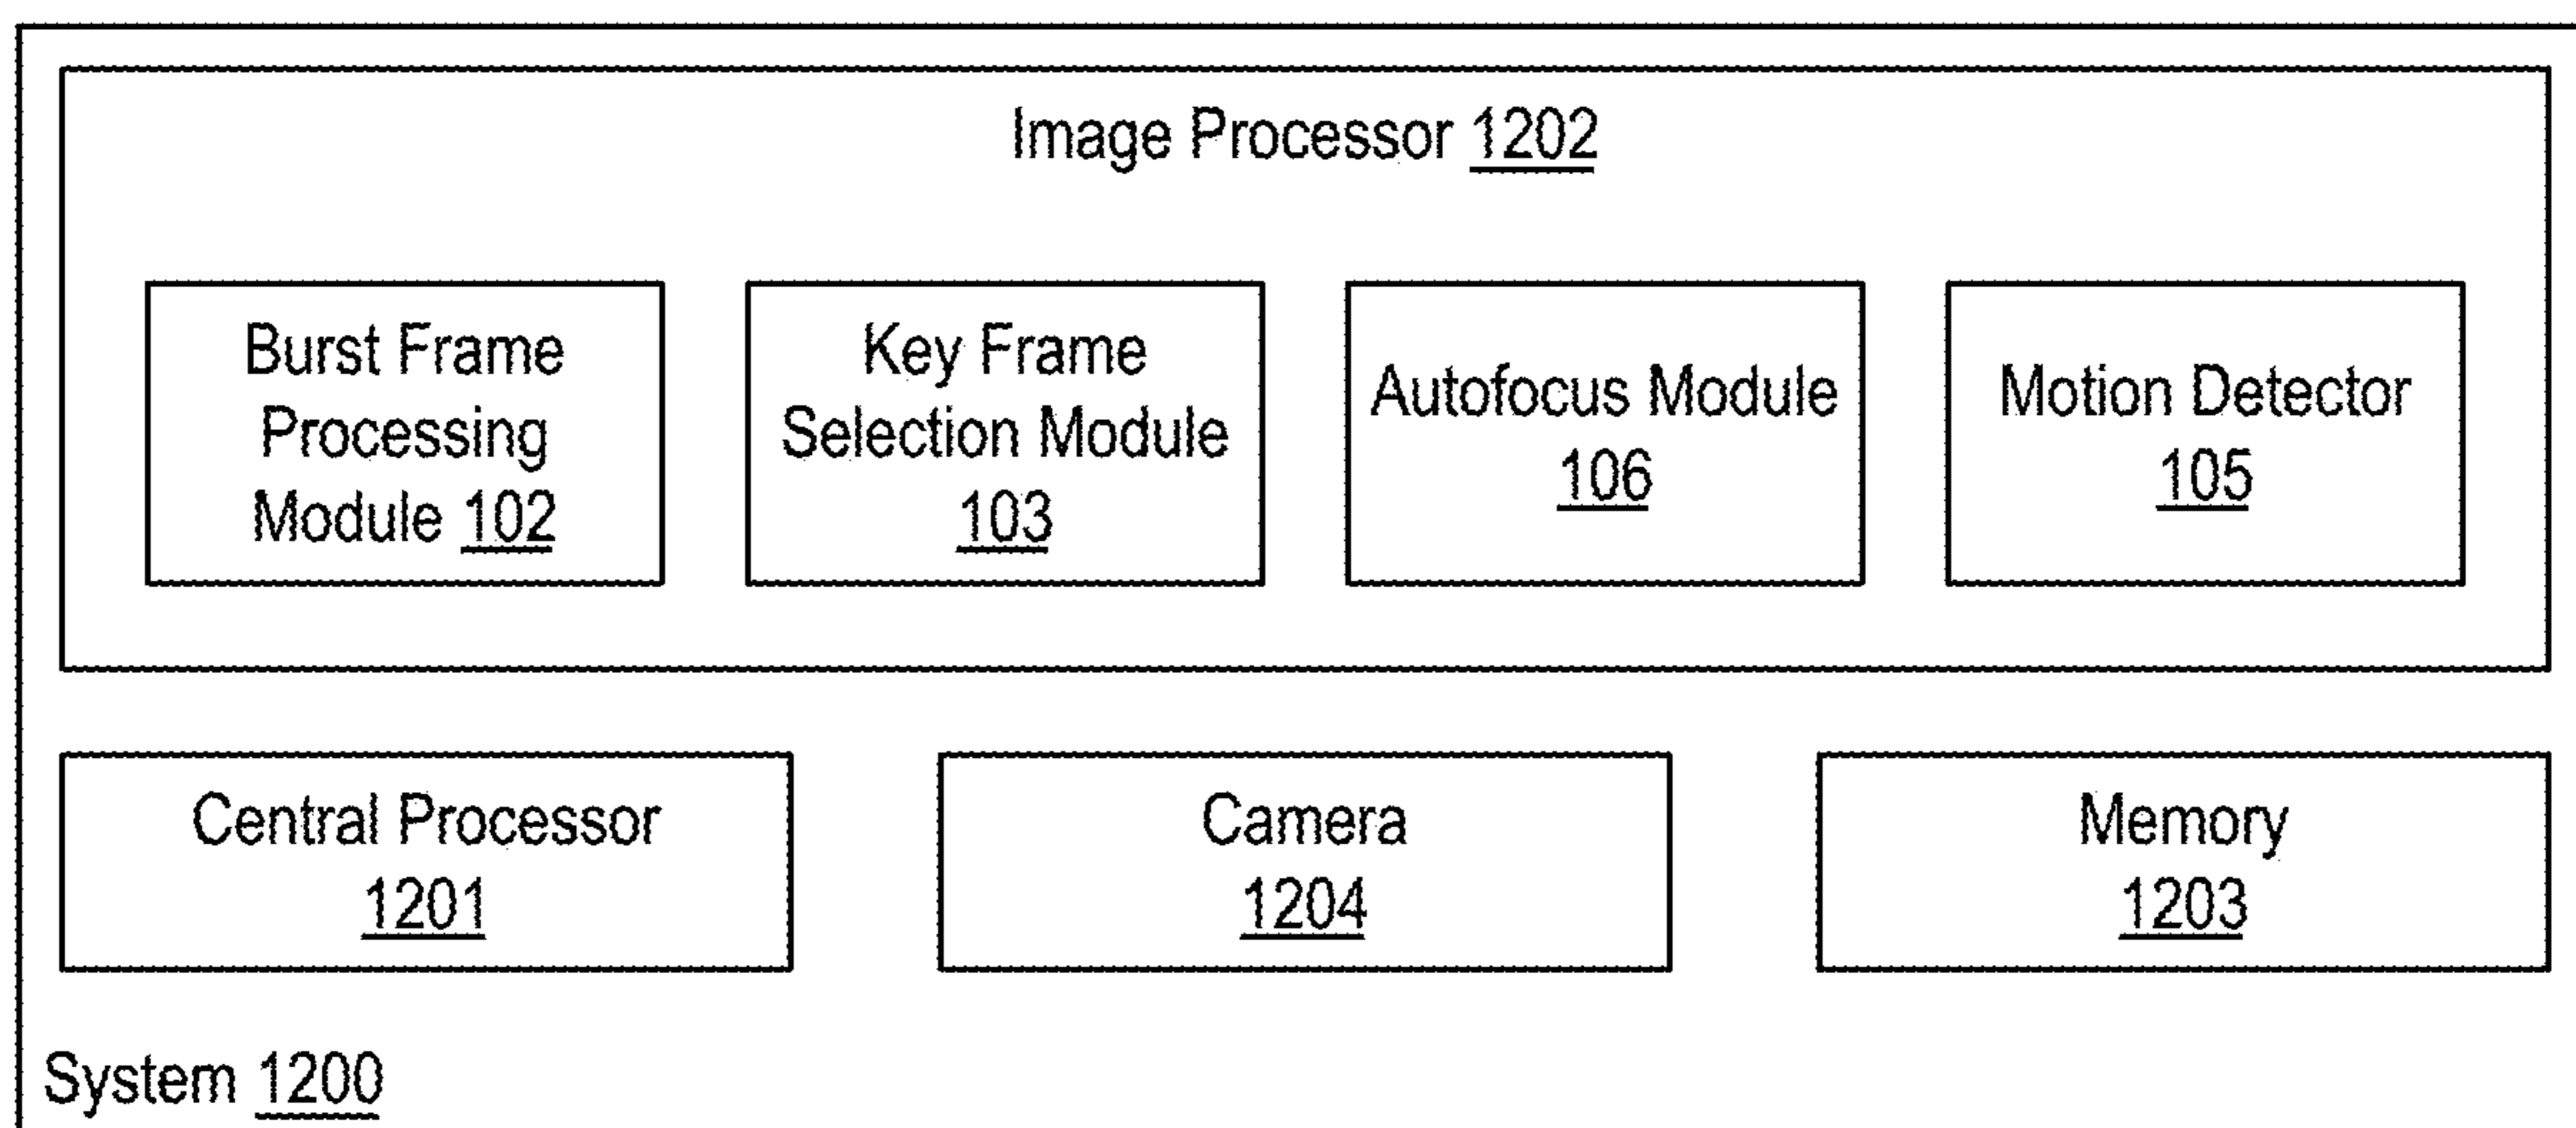 Image Processor 1202
Burst Frame
Processing
Module 102
Key Frame
Selection Module
103
Autofocus Module
106
Motion Detector
105
Central Processor
1201
Camera
1204
Memory
1203
System 1200